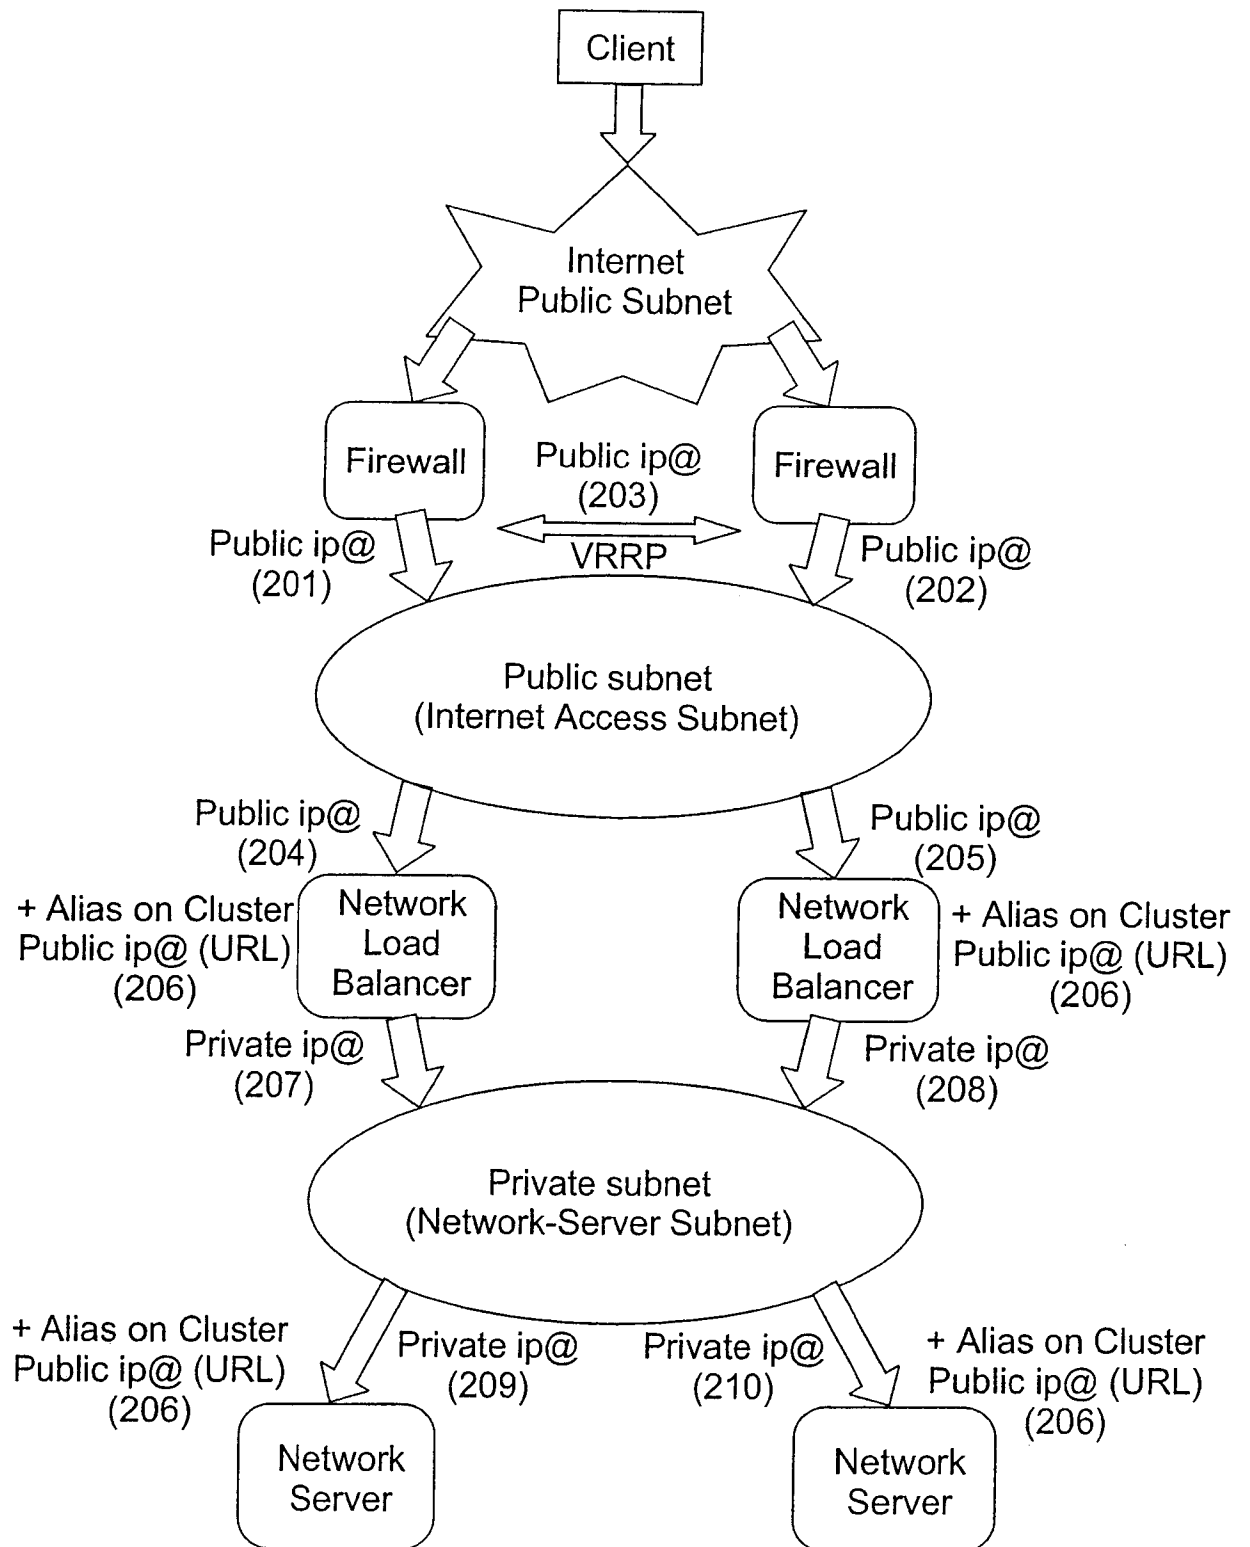 Client
Internet
Public Subnet
Firewall
Public ip@
(203)
Firewall
VRRP
Public ip@
(201)
Public ip@
(202)
Public subnet
(Internet Access Subnet)
Public ip@
(204)
Public ip@
(205)
+ Alias on Cluster
Public ip@ (URL)
(206)
Network
Load
Balancer
Network
Load
Balancer
+ Alias on Cluster
Public ip@ (URL)
(206)
Private ip@
(207)
Private ip@
(208)
Private subnet
(Network-Server Subnet)
+ Alias on Cluster
Public ip@ (URL)
(206)
Private ip@
(209)
Private ip@
(210)
+ Alias on Cluster
Public ip@ (URL)
(206)
Network
Server
Network
Server